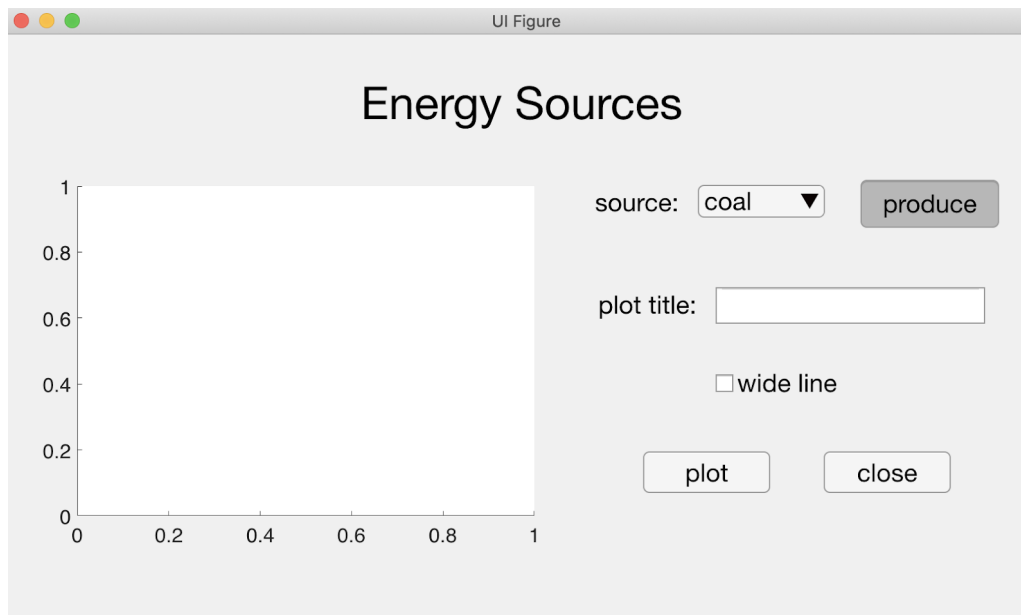 UI Figure
Energy Sources
source: coal produce
plot title:
wide line
plot close
1
0.8
0.6
0.4
0.2
0
0 0.2 0.4 0.6 0.8 1